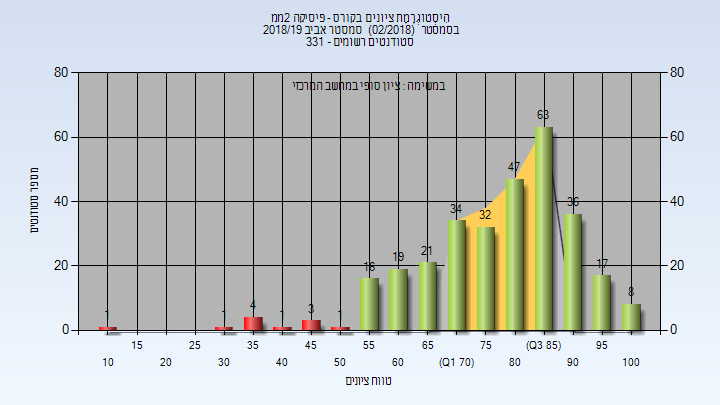 היסטוגרמת ציונים בקורס - פיסיקה 2ממ
בסמסטר (02/2018) סמסטר אביב 2018/19
סטודנטים רשומים - 331
במשימה : ציון סופי במחשב המרכזי
80 80
60 60
40 40
20 20
0 0
מספר סטודנטים
1 1 4 1 3 1 16 19 21 34 32 47 63 36 17 8
15 25 35 45 55 65 75 (Q3 85) 95
10 20 30 40 50 60 (Q1 70) 80 90 100
טווח ציונים